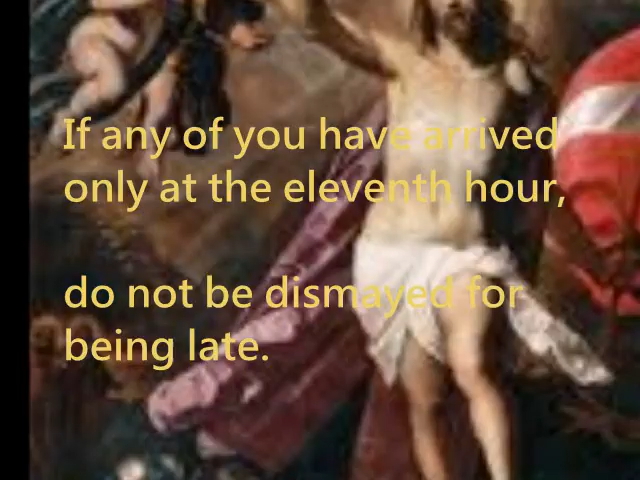 If any of you have arrived
only at the eleventh hour,
do not be dismayed for
being late.